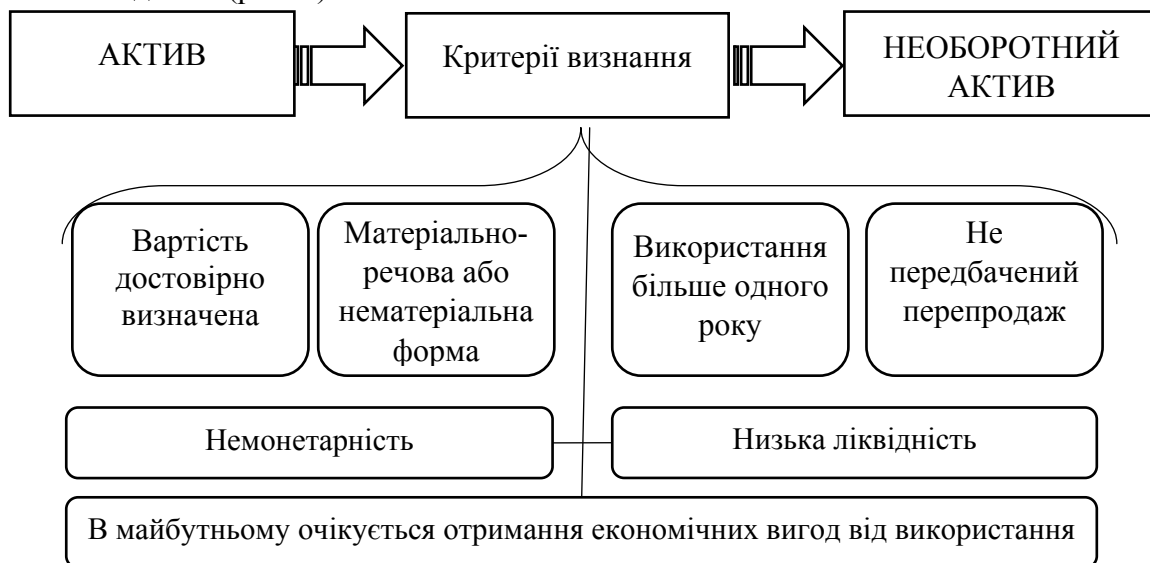 АКТИВ
Критерії визнання
НЕОБОРОТНИЙ
АКТИВ
Вартість
достовірно
визначена
Матеріально-
речова або
нематеріальна
форма
Використання
більше одного
року
Не
передбачений
перепродаж
Немонетарність
Низька ліквідність
В майбутньому очікується отримання економічних вигод від використання